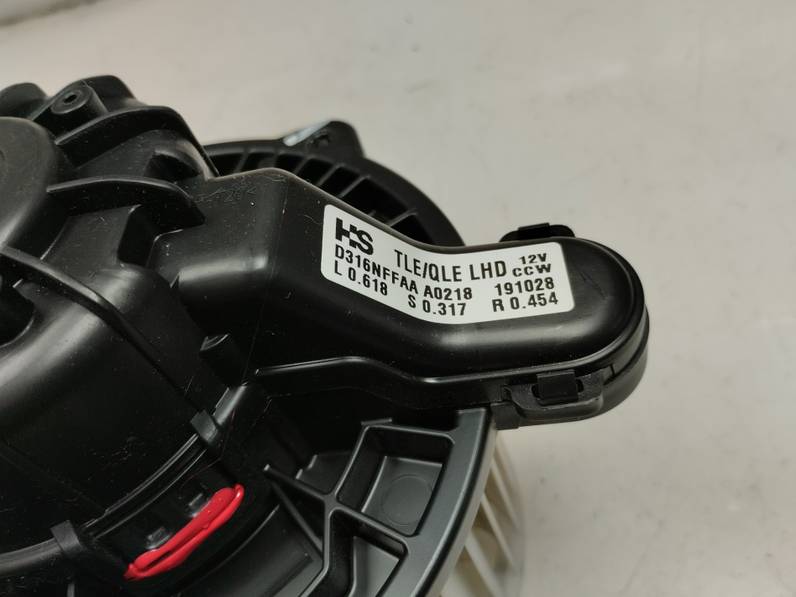 HS TLE/QLE LHD 12V CCW
D316NFFAA A0218 191028
L 0.618 S 0.317 R 0.454